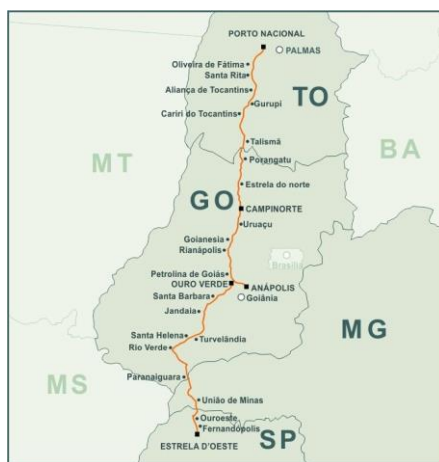 PORTO NACIONAL
PALMAS
Oliveira de Fátima
Santa Rita
TO
Aliança de Tocantins
Gurupi
Cariri do Tocantins
BA
Talismã
MT
Porangatu
Estrela do norte
GO
CAMPINORTE
Uruaçu
Goianesia
Rianápolis
Brasília
Petrolina de Goiás
OURO VERDE
ANÁPOLIS
Santa Barbara
Goiânia
Jandaia
MG
Santa Helena
Turvelândia
Rio Verde
MS
Paranaiguara
União de Minas
Ouroeste
Fernandópolis
SP
ESTRELA D'OESTE